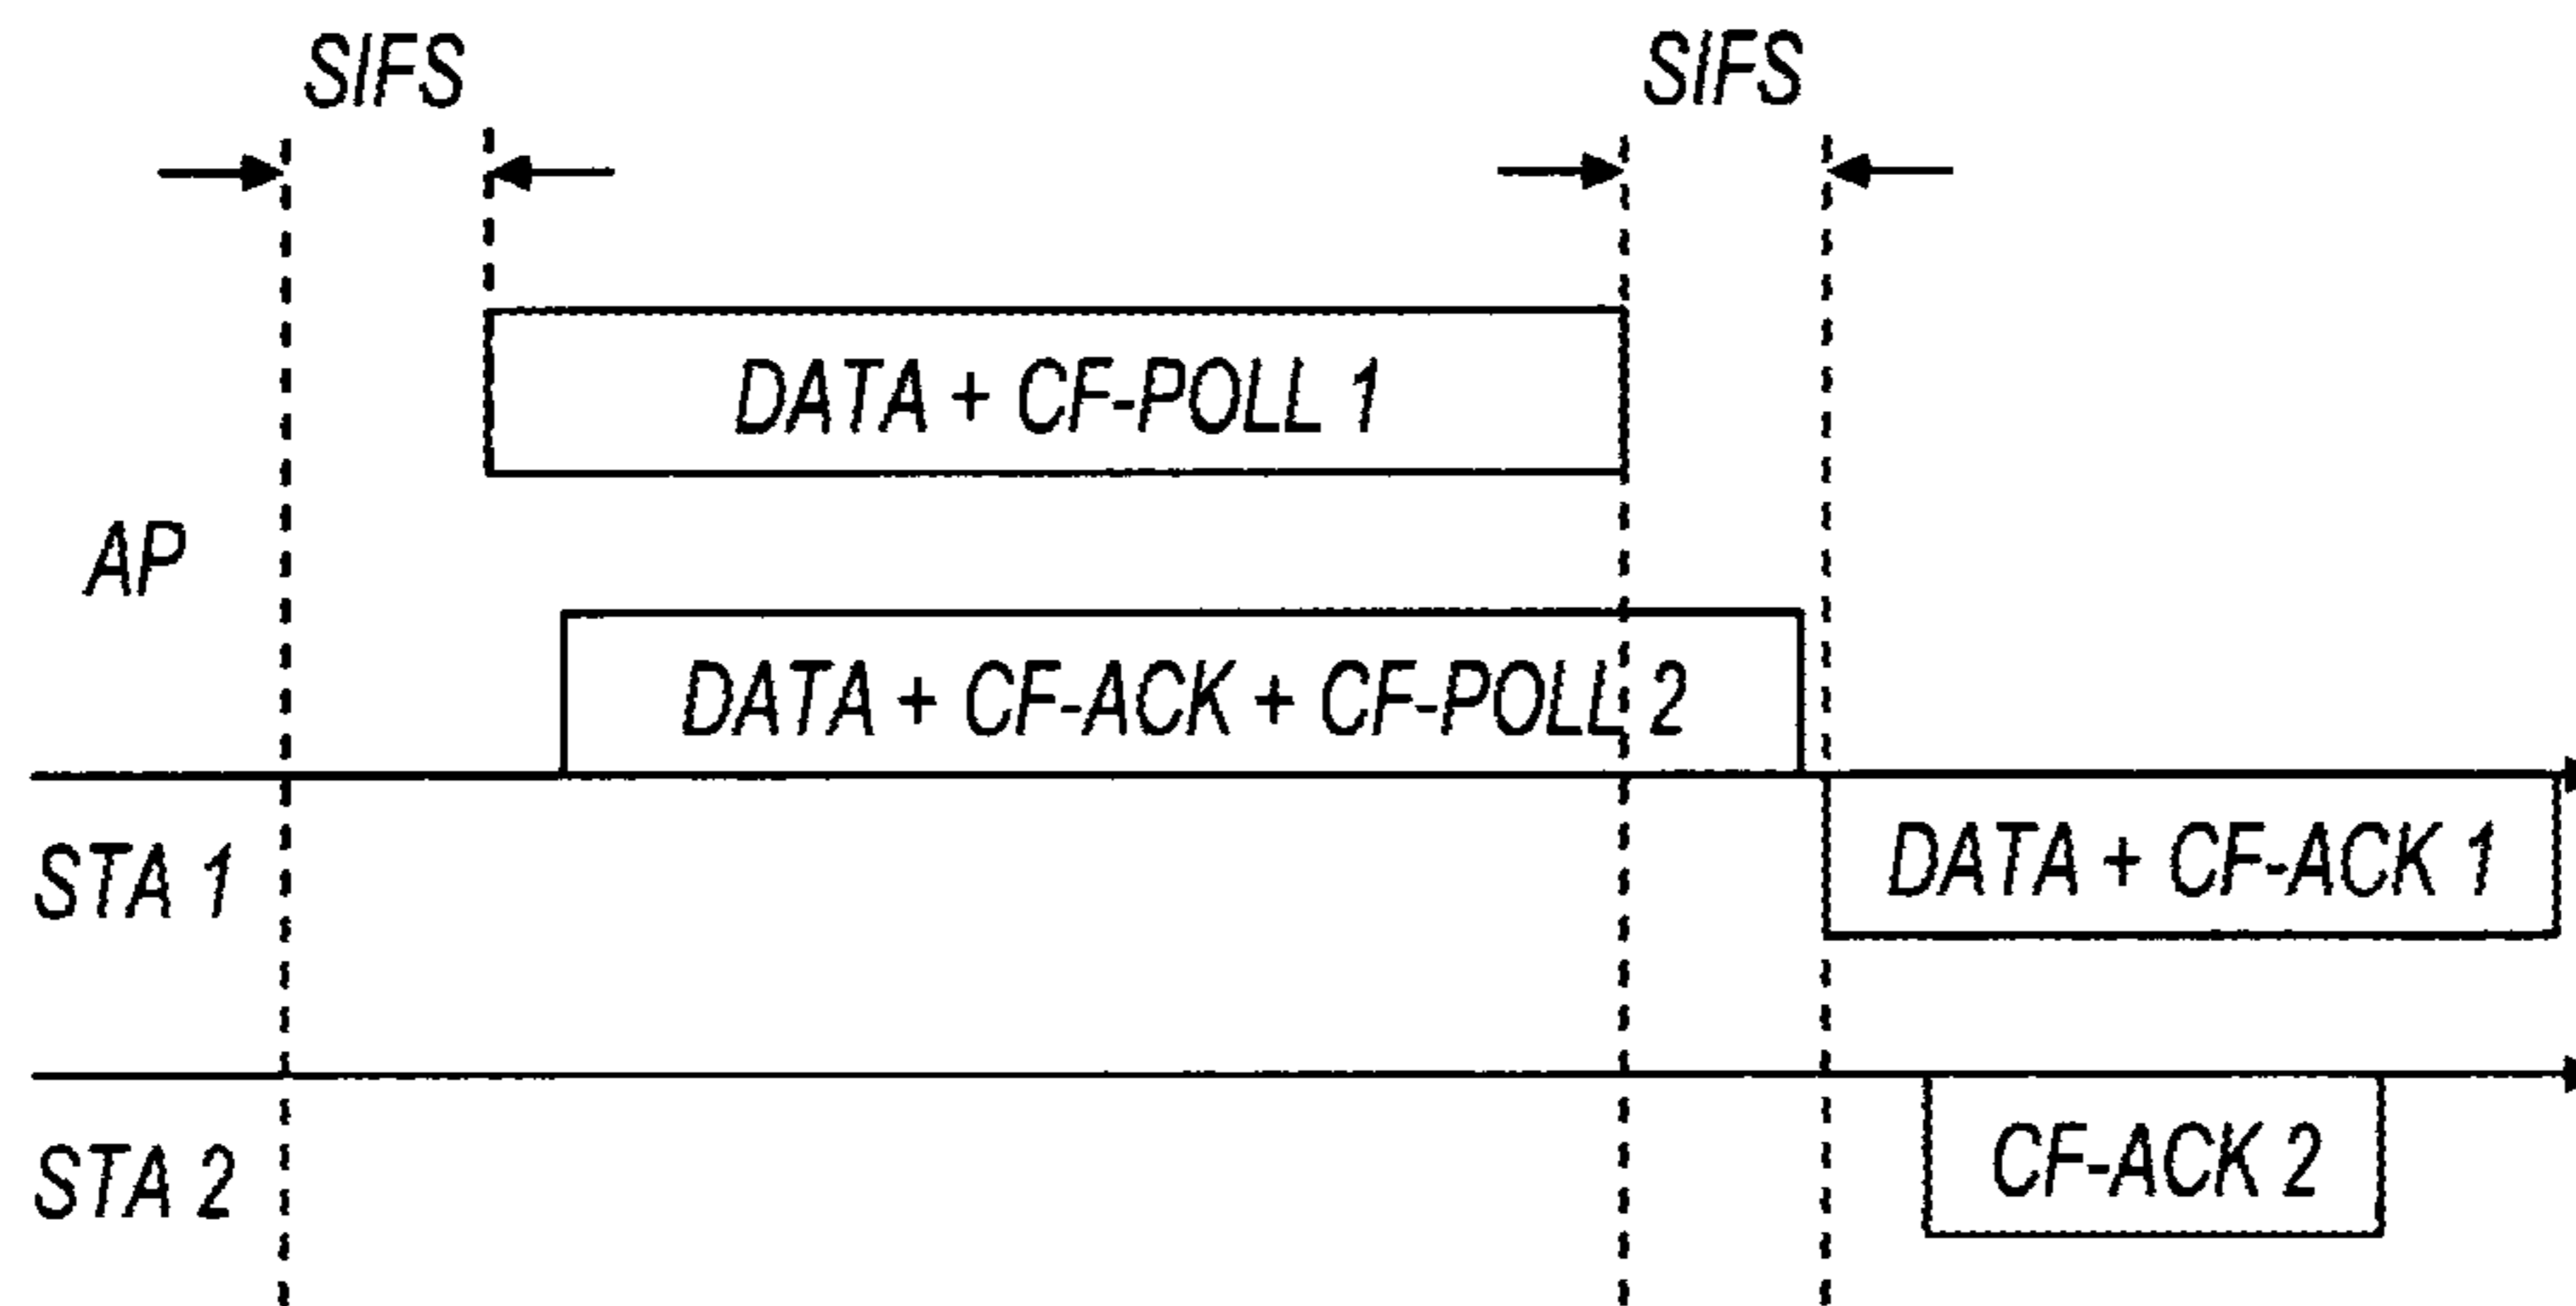 SIFS SIFS
DATA + CF-POLL 1
AP
DATA + CF-ACK + CF-POLL 2
STA 1
DATA + CF-ACK 1
STA 2
CF-ACK 2